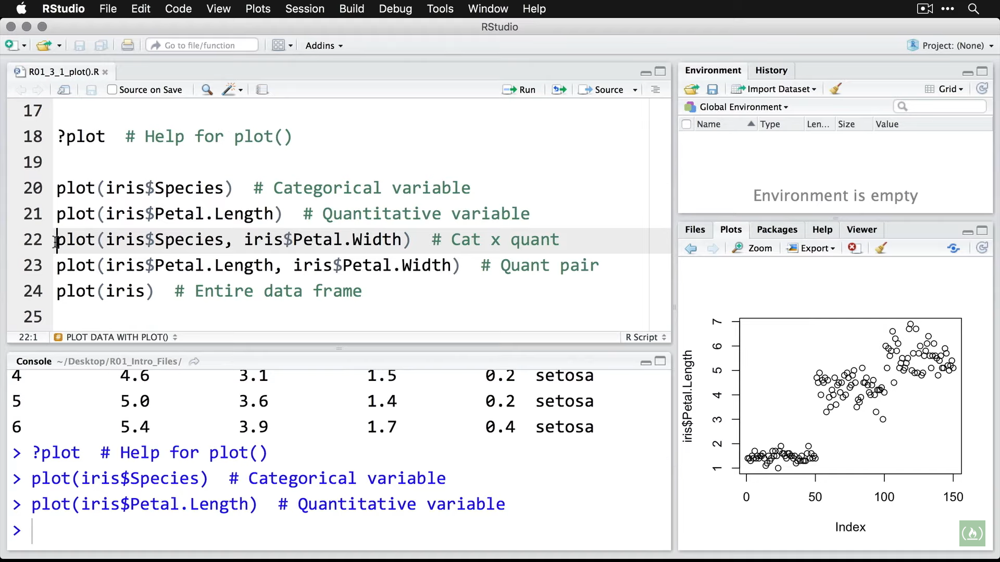 RStudio File Edit Code View Plots Session Build Debug Tools Window Help
RStudio
Go to file/function Addins Project: (None)
R01_3_1_plot().R
Source on Save Run Source
17
18 ?plot  # Help for plot()
19
20 plot(iris$Species)  # Categorical variable
21 plot(iris$Petal.Length)  # Quantitative variable
22 plot(iris$Species, iris$Petal.Width)  # Cat x quant
23 plot(iris$Petal.Length, iris$Petal.Width)  # Quant pair
24 plot(iris)  # Entire data frame
25
22:1 PLOT DATA WITH PLOT() R Script
Console ~/Desktop/R01_Intro_Files/
4 4.6 3.1 1.5 0.2 setosa
5 5.0 3.6 1.4 0.2 setosa
6 5.4 3.9 1.7 0.4 setosa
> ?plot  # Help for plot()
> plot(iris$Species)  # Categorical variable
> plot(iris$Petal.Length)  # Quantitative variable
>
Environment History
Import Dataset Grid
Global Environment
Name Type Len... Size Value
Environment is empty
Files Plots Packages Help Viewer
Zoom Export
iris$Petal.Length
7
6
5
4
3
2
1
0 50 100 150
Index